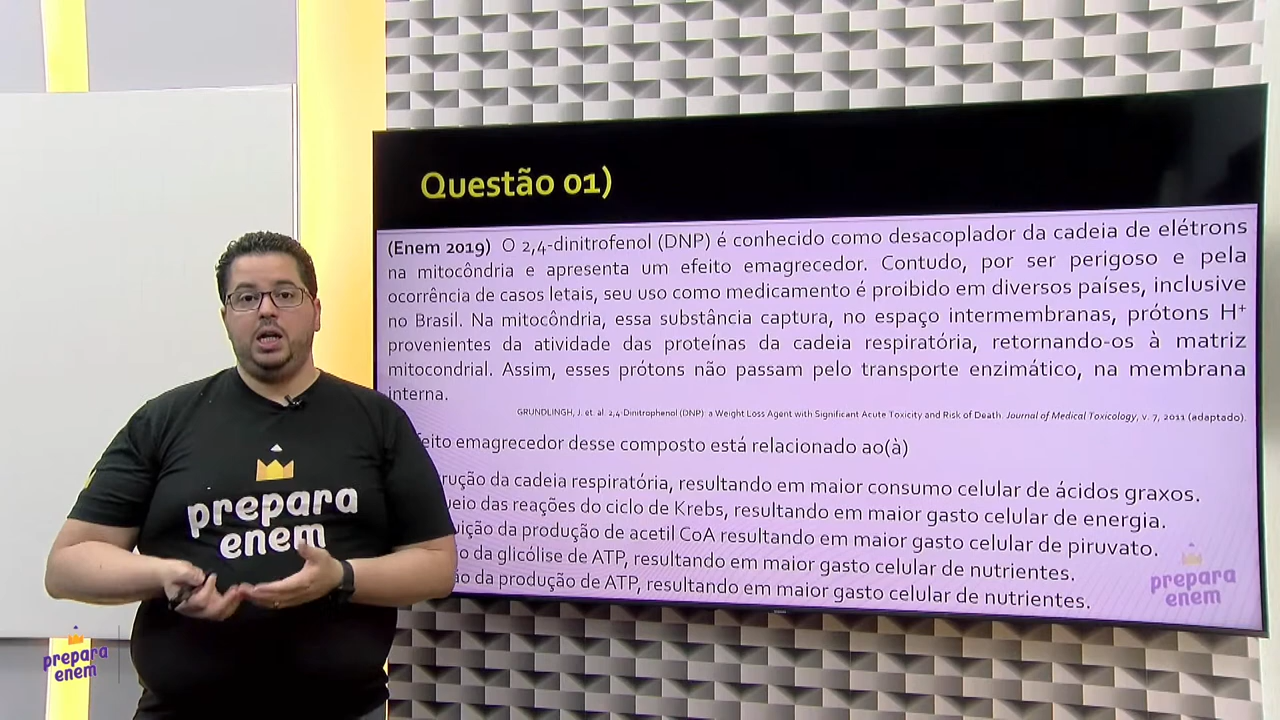 Questão 01)
(Enem 2019) O 2,4-dinitrofenol (DNP) é conhecido como desacoplador da cadeia de elétrons
na mitocôndria e apresenta um efeito emagrecedor. Contudo, por ser perigoso e pela
ocorrência de casos letais, seu uso como medicamento é proibido em diversos países, inclusive
no Brasil. Na mitocôndria, essa substância captura, no espaço intermembranas, prótons H⁺
provenientes da atividade das proteínas da cadeia respiratória, retornando-os à matriz
mitocondrial. Assim, esses prótons não passam pelo transporte enzimático, na membrana
interna.
GRUNDLINGH, J. et. al. 2,4-Dinitrophenol (DNP): a Weight Loss Agent with Significant Acute Toxicity and Risk of Death. Journal of Medical Toxicology, v. 7, 2011 (adaptado).
desse composto está relacionado ao(à)
da cadeia respiratória, resultando em maior consumo celular de ácidos graxos.
das reações do ciclo de Krebs, resultando em maior gasto celular de energia.
da produção de acetil CoA resultando em maior gasto celular de piruvato.
da glicólise de ATP, resultando em maior gasto celular de nutrientes.
da produção de ATP, resultando em maior gasto celular de nutrientes.
prepara
enem
prepara
enem
prepara
enem